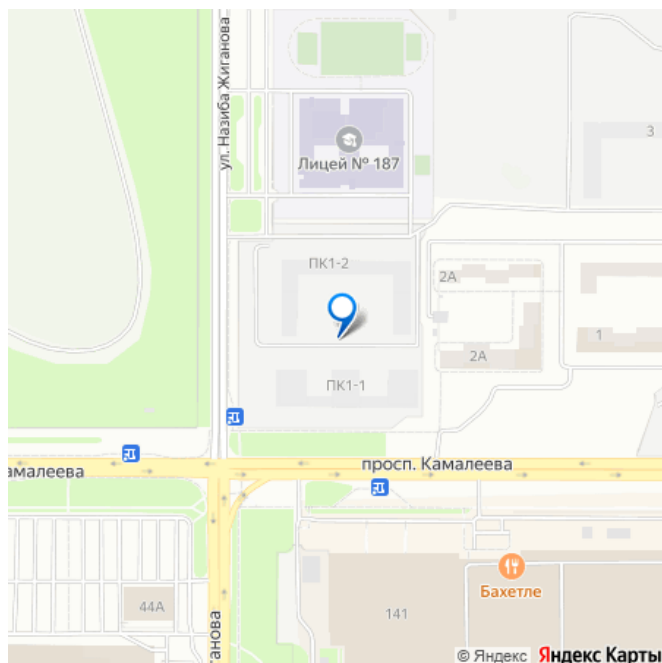 ул. Назиба Жиганова
Лицей № 187
3
ПК1-2
2А
1
2А
ПК1-1
просп. Камалеева
амалеева
Бахетле
44А
141
ганова
© Яндекс Яндекс Карты